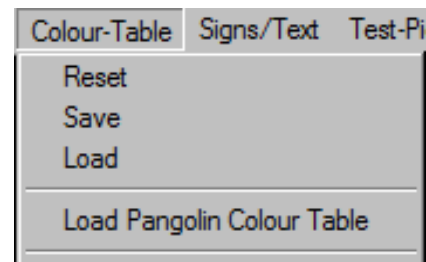 Colour-Table Signs/Text Test-Pi
Reset
Save
Load
Load Pangolin Colour Table